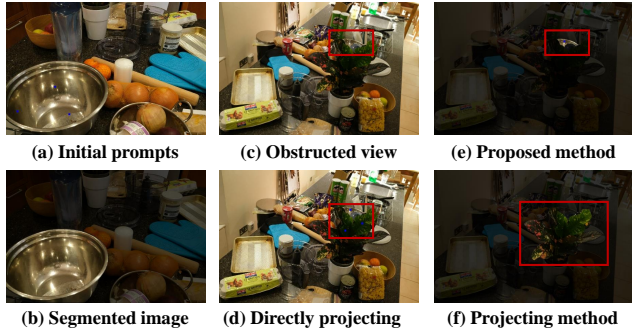 (a) Initial prompts
(c) Obstructed view
(e) Proposed method
(b) Segmented image
(d) Directly projecting
(f) Projecting method